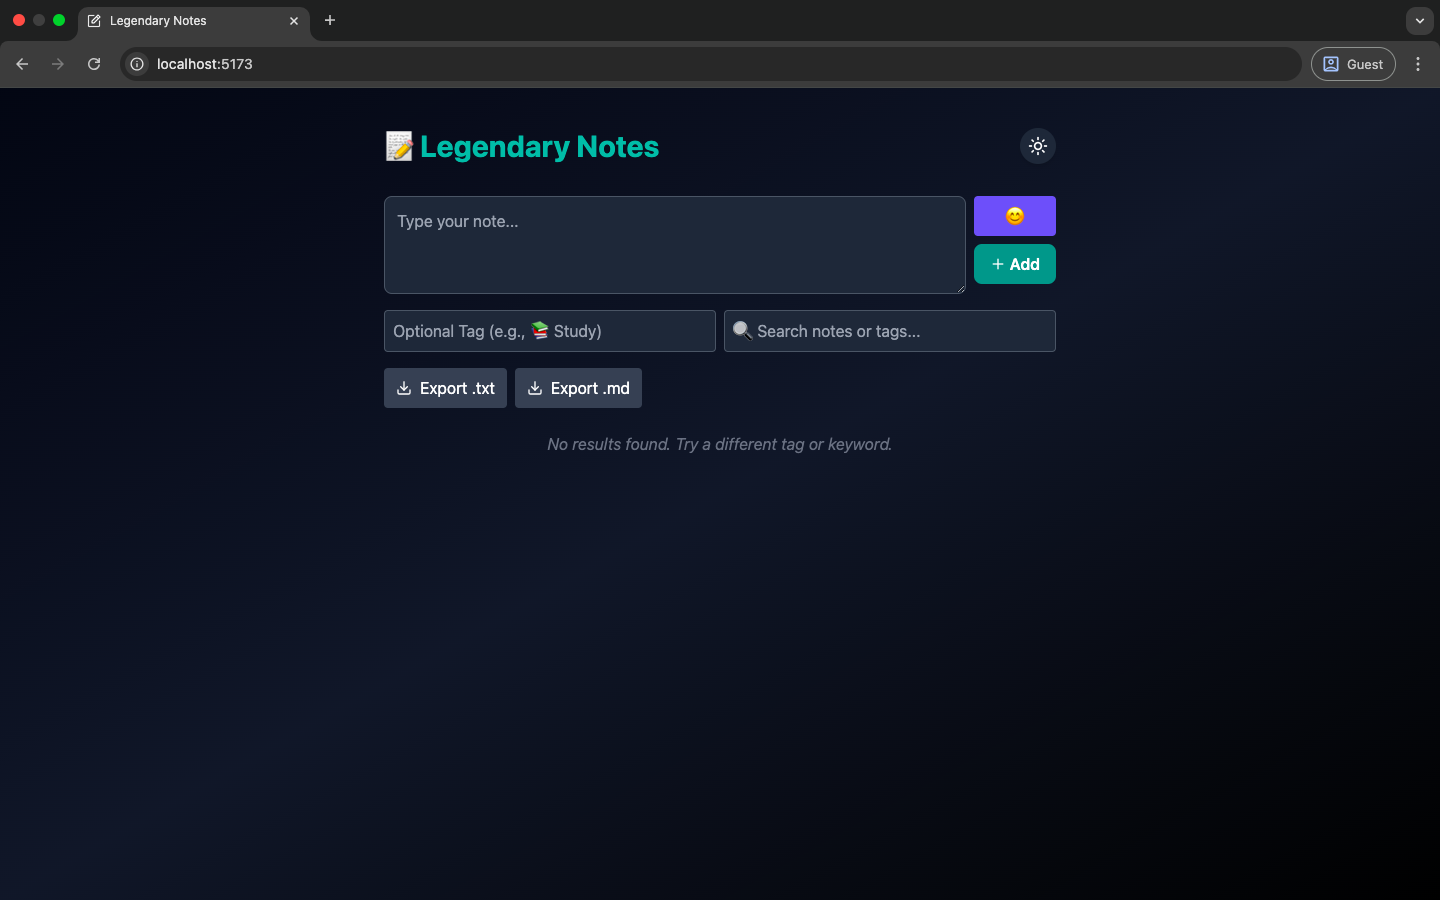 Legendary Notes
localhost:5173
Guest
📝 Legendary Notes
Type your note...
😊
+ Add
Optional Tag (e.g., 📚 Study)
🔍 Search notes or tags...
Export .txt
Export .md
No results found. Try a different tag or keyword.